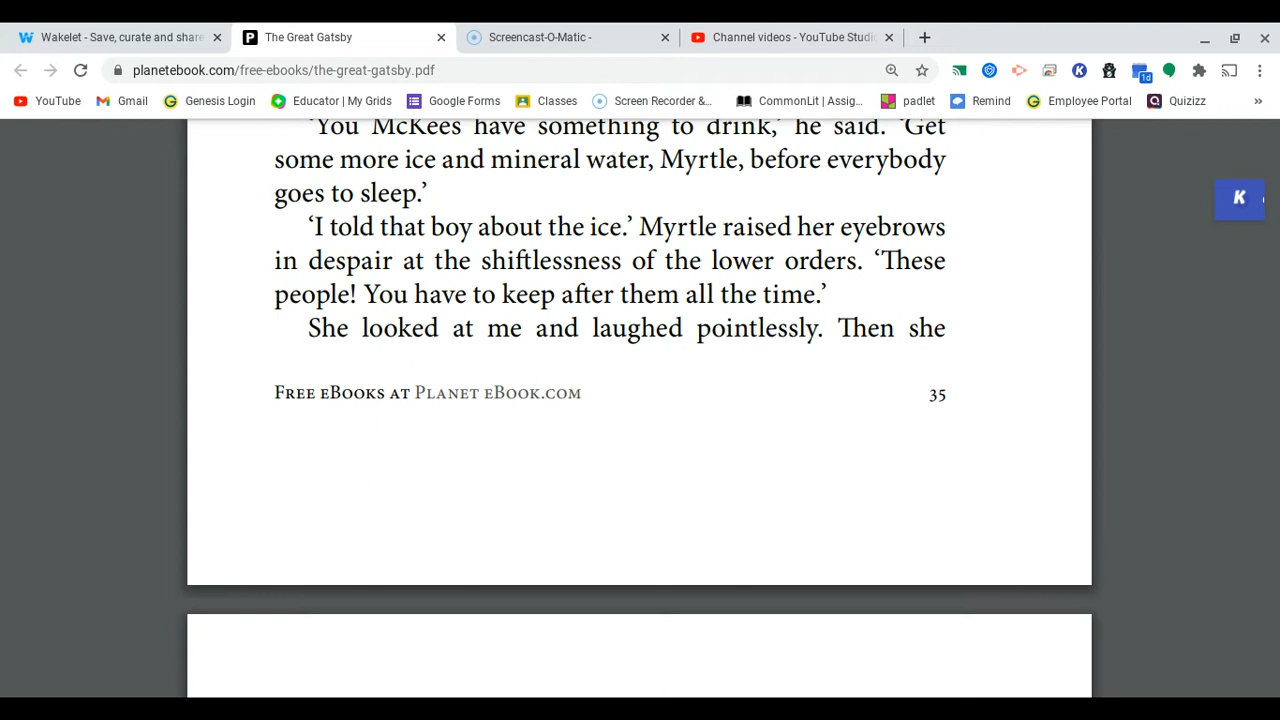 Wakelet - Save, curate and share
The Great Gatsby
Screencast-O-Matic -
Channel videos - YouTube Studi
planetebook.com/free-ebooks/the-great-gatsby.pdf
1d
YouTube
Gmail
Genesis Login
Educator | My Grids
Google Forms
Classes
Screen Recorder &...
CommonLit | Assig...
padlet
Remind
Employee Portal
Quizizz
»
‘You McKees have something to drink,’ he said. ‘Get
some more ice and mineral water, Myrtle, before everybody
goes to sleep.’
‘I told that boy about the ice.’ Myrtle raised her eyebrows
in despair at the shiftlessness of the lower orders. ‘These
people! You have to keep after them all the time.’
She looked at me and laughed pointlessly. Then she
Free eBooks at Planet eBook.com
35
K